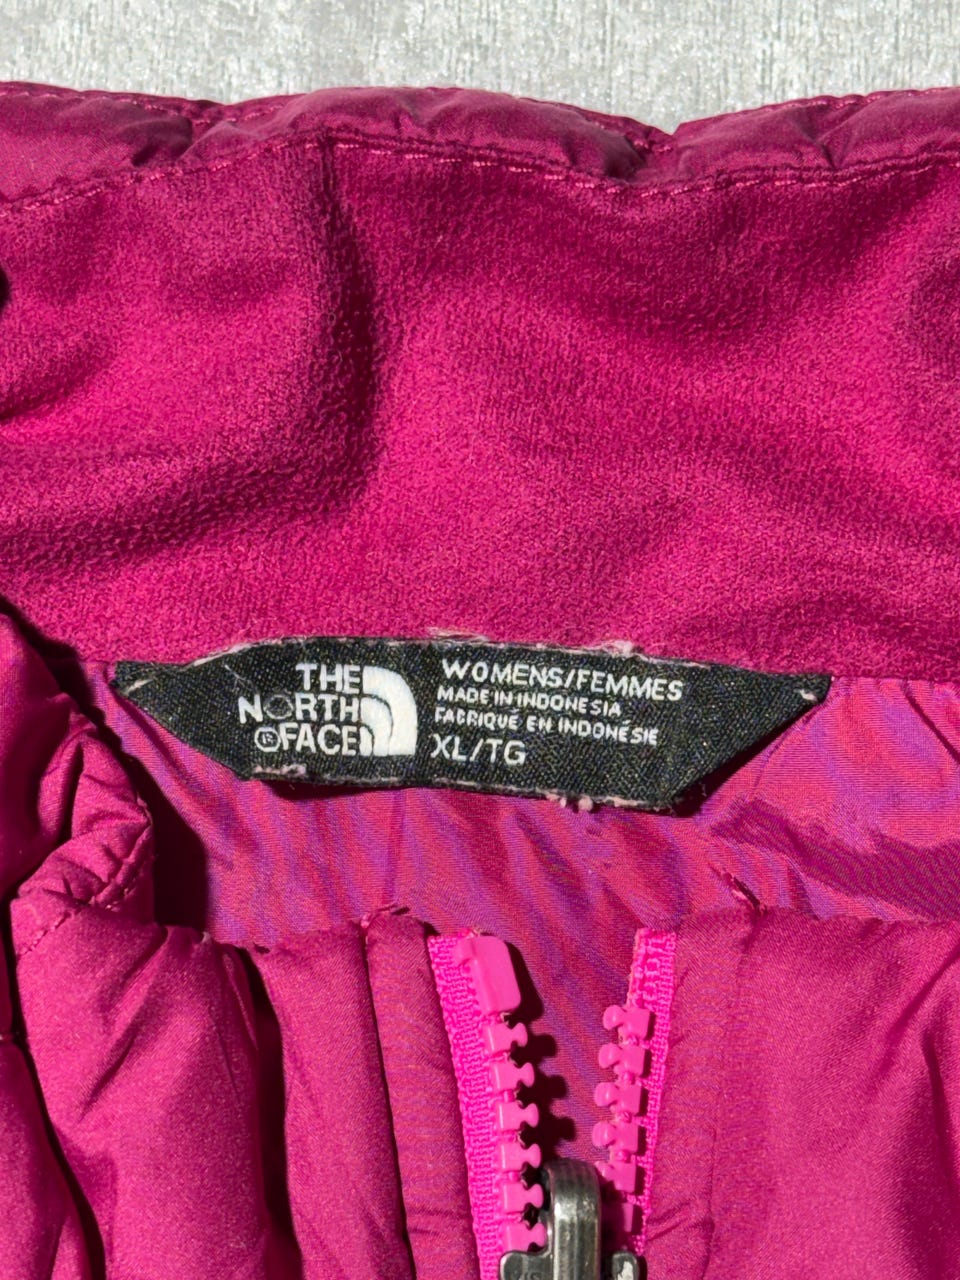 THE
NORTH
FACE
WOMENS/FEMMES
MADE IN INDONESIA
FABRIQUÉ EN INDONÉSIE
XL/TG